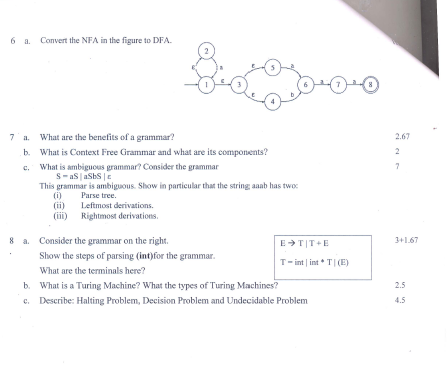 6 a. Convert the NFA in the figure to DFA.
2
ε a
1 ε 3 ε 5 a
ε 4 b 6 a 7 a 8
7 a. What are the benefits of a grammar? 2.67
b. What is Context Free Grammar and what are its components? 2
c. What is ambiguous grammar? Consider the grammar 7
S = aS | aSbS | ε
This grammar is ambiguous. Show in particular that the string aaab has two:
(i) Parse tree.
(ii) Leftmost derivations.
(iii) Rightmost derivations.
8 a. Consider the grammar on the right. 3+1.67
E → T | T + E
Show the steps of parsing (int)for the grammar.
T = int | int * T | (E)
What are the terminals here?
b. What is a Turing Machine? What the types of Turing Machines? 2.5
c. Describe: Halting Problem, Decision Problem and Undecidable Problem 4.5